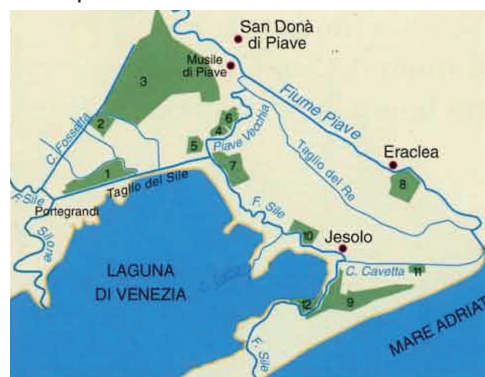 San Donà
di Piave
Musile
di Piave
3
Fiume Piave
C. Fossetta
2
6
4
Piave Vecchia
5
Eraclea
7
Taglio del Re
8
1
Taglio del Sile
F. Sile
Portegrandi
F. Sile
Silone
10
Jesolo
LAGUNA
DI VENEZIA
C. Cavetta
11
9
12
MARE ADRIAT
F. Sile